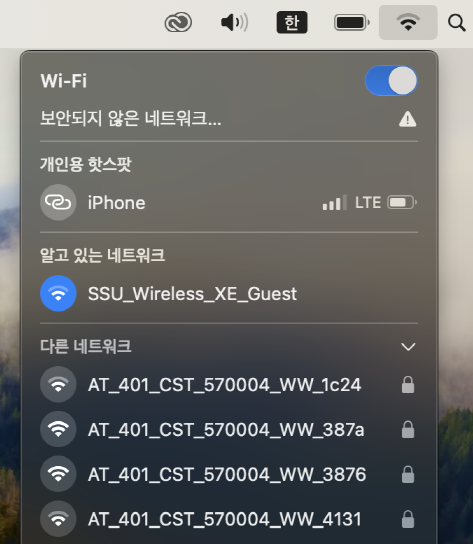 한
Wi-Fi
보안되지 않은 네트워크...
개인용 핫스팟
iPhone LTE
알고 있는 네트워크
SSU_Wireless_XE_Guest
다른 네트워크
AT_401_CST_570004_WW_1c24
AT_401_CST_570004_WW_387a
AT_401_CST_570004_WW_3876
AT_401_CST_570004_WW_4131